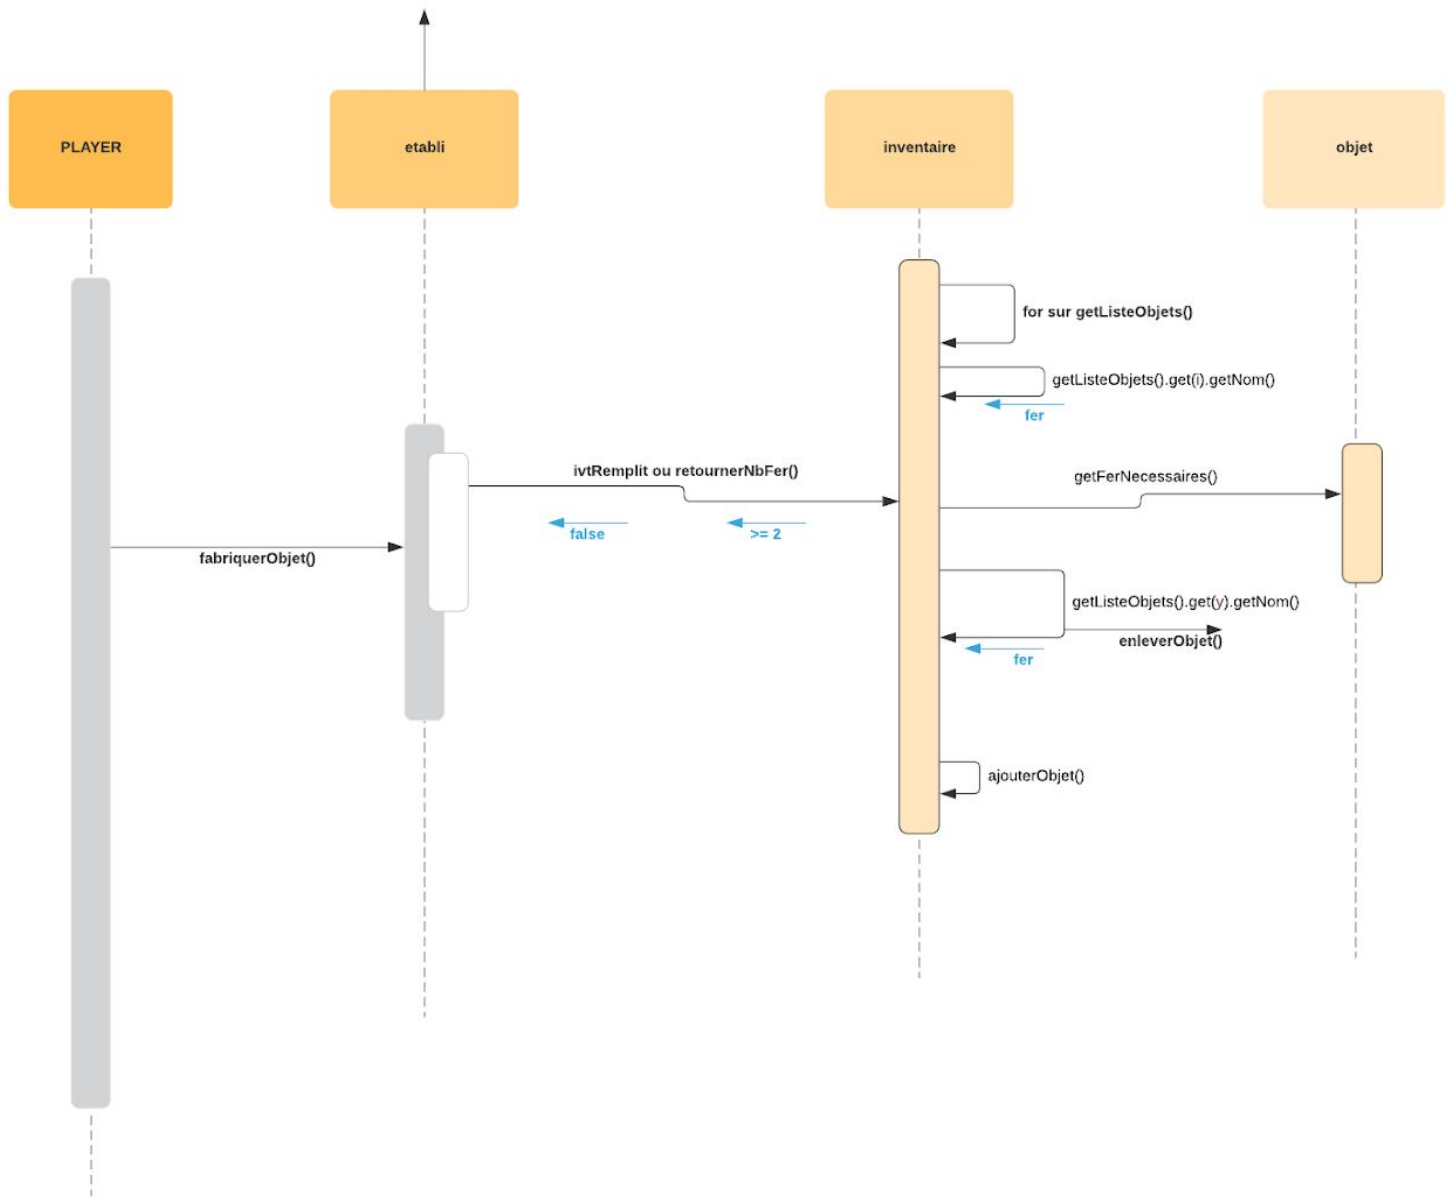 PLAYER
etabli
inventaire
objet
for sur getListeObjets()
getListeObjets().get(i).getNom()
fer
ivtRemplit ou retournerNbFer()
getFerNecessaires()
false
>= 2
fabriquerObjet()
getListeObjets().get(y).getNom()
enleverObjet()
fer
ajouterObjet()